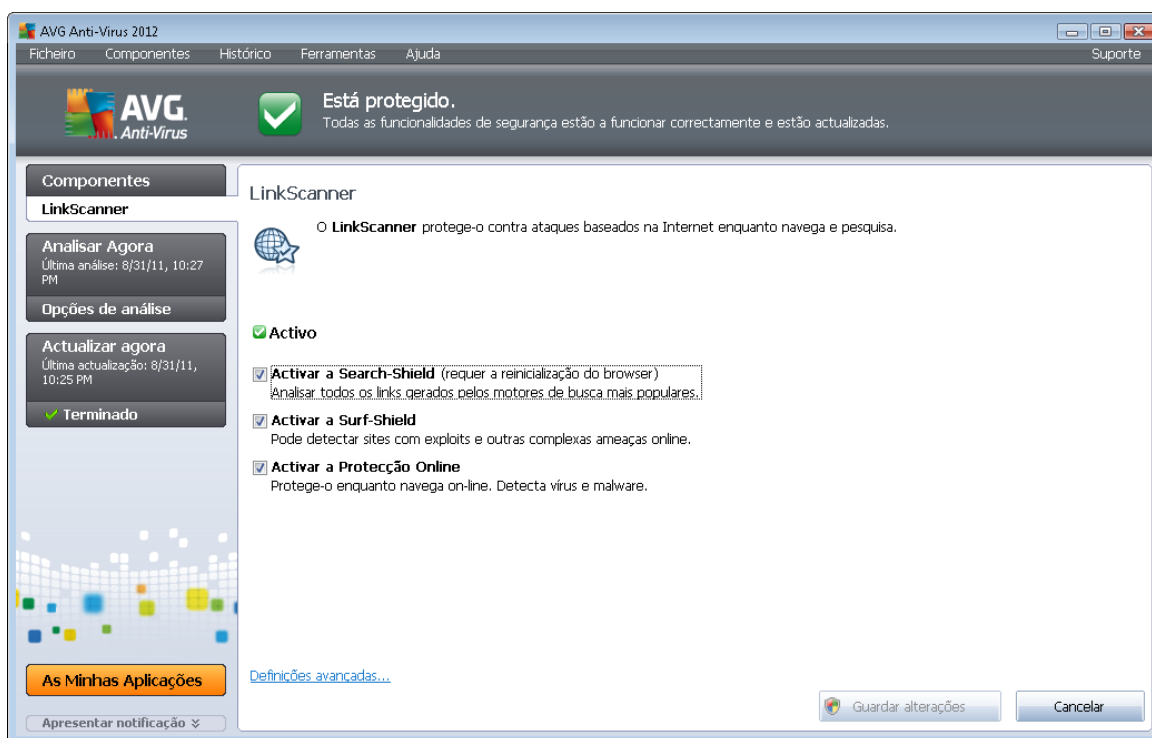 AVG Anti-Virus 2012
Ficheiro Componentes Histórico Ferramentas Ajuda Suporte
AVG.
Anti-Virus
Está protegido.
Todas as funcionalidades de segurança estão a funcionar correctamente e estão actualizadas.
Componentes
LinkScanner
Analisar Agora
Última análise: 8/31/11, 10:27
PM
Opções de análise
Actualizar agora
Última actualização: 8/31/11,
10:25 PM
Terminado
As Minhas Aplicações
Apresentar notificação
LinkScanner
O LinkScanner protege-o contra ataques baseados na Internet enquanto navega e pesquisa.
Activo
Activar a Search-Shield (requer a reinicialização do browser)
Analisar todos os links gerados pelos motores de busca mais populares.
Activar a Surf-Shield
Pode detectar sites com exploits e outras complexas ameaças online.
Activar a Protecção Online
Protege-o enquanto navega on-line. Detecta vírus e malware.
Definições avançadas...
Guardar alterações
Cancelar